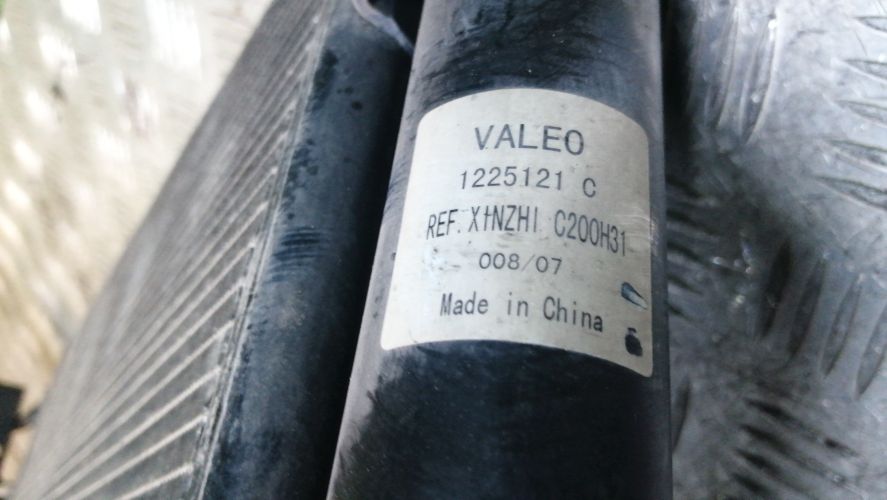 VALEO
1225121 C
REF. XINZHI C200H31
008/07
Made in China